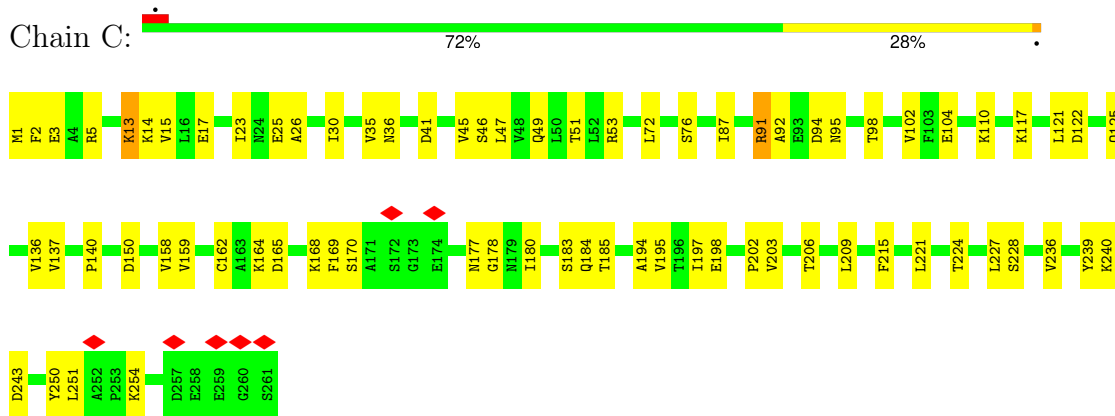 Chain C:
72% 28%
M1 F2 E3 A4 R5 K13 K14 V15 L16 E17 I23 N24 E25 A26 I30 V35 N36 D41 V45 S46 L47 V48 Q49 L50 T51 L52 R53 L72 S76 I87 R91 A92 E93 D94 N95 T98 V102 F103 E104 K110 K117 L121 D122
V136 V137 P140 D150 V158 V159 C162 A163 K164 D165 K168 F169 S170 A171 S172 G173 E174 N177 G178 N179 I180 S183 Q184 T185 A194 V195 T196 I197 E198 P202 V203 T206 L209 F215 L221 T224 L227 S228 V236 Y239 K240
D243 Y250 L251 A252 P253 K254 D257 E258 E259 G260 S261